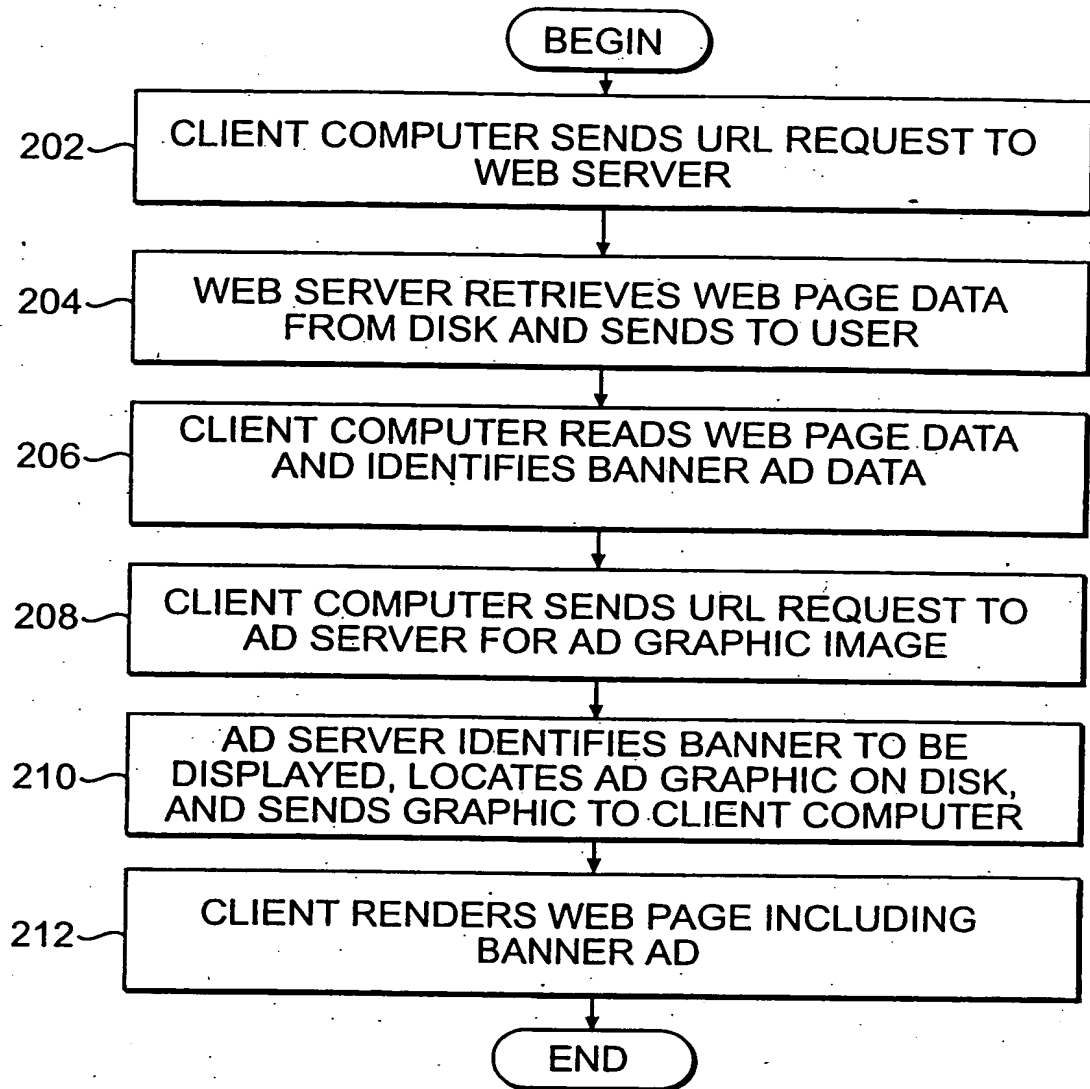 BEGIN
202
CLIENT COMPUTER SENDS URL REQUEST TO
WEB SERVER
204
WEB SERVER RETRIEVES WEB PAGE DATA
FROM DISK AND SENDS TO USER
206
CLIENT COMPUTER READS WEB PAGE DATA
AND IDENTIFIES BANNER AD DATA
208
CLIENT COMPUTER SENDS URL REQUEST TO
AD SERVER FOR AD GRAPHIC IMAGE
210
AD SERVER IDENTIFIES BANNER TO BE
DISPLAYED, LOCATES AD GRAPHIC ON DISK,
AND SENDS GRAPHIC TO CLIENT COMPUTER
212
CLIENT RENDERS WEB PAGE INCLUDING
BANNER AD
END